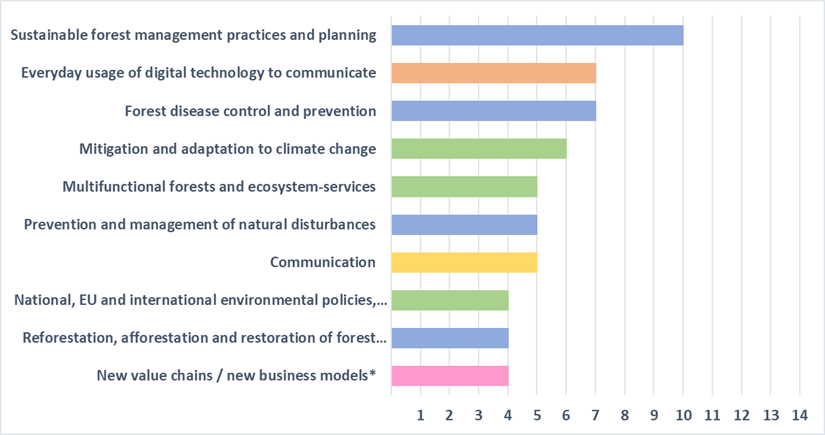 Sustainable forest management practices and planning
Everyday usage of digital technology to communicate
Forest disease control and prevention
Mitigation and adaptation to climate change
Multifunctional forests and ecosystem-services
Prevention and management of natural disturbances
Communication
National, EU and international environmental policies,...
Reforestation, afforestation and restoration of forest...
New value chains / new business models*
1 2 3 4 5 6 7 8 9 10 11 12 13 14